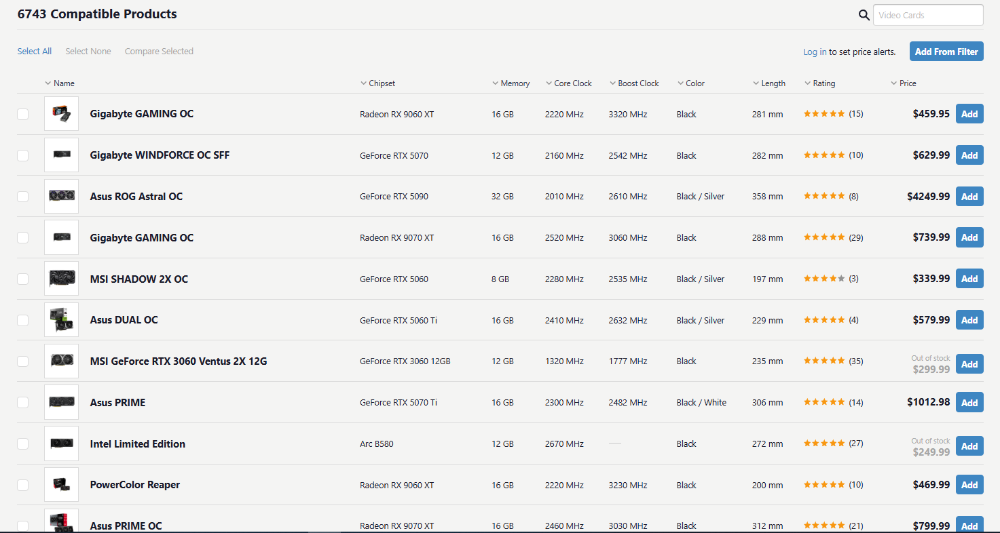 6743 Compatible Products
Video Cards
Select All Select None Compare Selected Log in to set price alerts. Add From Filter
Name Chipset Memory Core Clock Boost Clock Color Length Rating Price
Gigabyte GAMING OC Radeon RX 9060 XT 16 GB 2220 MHz 3320 MHz Black 281 mm (15) $459.95 Add
Gigabyte WINDFORCE OC SFF GeForce RTX 5070 12 GB 2160 MHz 2542 MHz Black 282 mm (10) $629.99 Add
Asus ROG Astral OC GeForce RTX 5090 32 GB 2010 MHz 2610 MHz Black / Silver 358 mm (8) $4249.99 Add
Gigabyte GAMING OC Radeon RX 9070 XT 16 GB 2520 MHz 3060 MHz Black 288 mm (29) $739.99 Add
MSI SHADOW 2X OC GeForce RTX 5060 8 GB 2280 MHz 2535 MHz Black / Silver 197 mm (3) $339.99 Add
Asus DUAL OC GeForce RTX 5060 Ti 16 GB 2410 MHz 2632 MHz Black / Silver 229 mm (4) $579.99 Add
MSI GeForce RTX 3060 Ventus 2X 12G GeForce RTX 3060 12GB 12 GB 1320 MHz 1777 MHz Black 235 mm (35) Out of stock $299.99 Add
Asus PRIME GeForce RTX 5070 Ti 16 GB 2300 MHz 2482 MHz Black / White 306 mm (14) $1012.98 Add
Intel Limited Edition Arc B580 12 GB 2670 MHz — Black 272 mm (27) Out of stock $249.99 Add
PowerColor Reaper Radeon RX 9060 XT 16 GB 2220 MHz 3230 MHz Black 200 mm (10) $469.99 Add
Asus PRIME OC Radeon RX 9070 XT 16 GB 2460 MHz 3030 MHz Black 312 mm (21) $799.99 Add